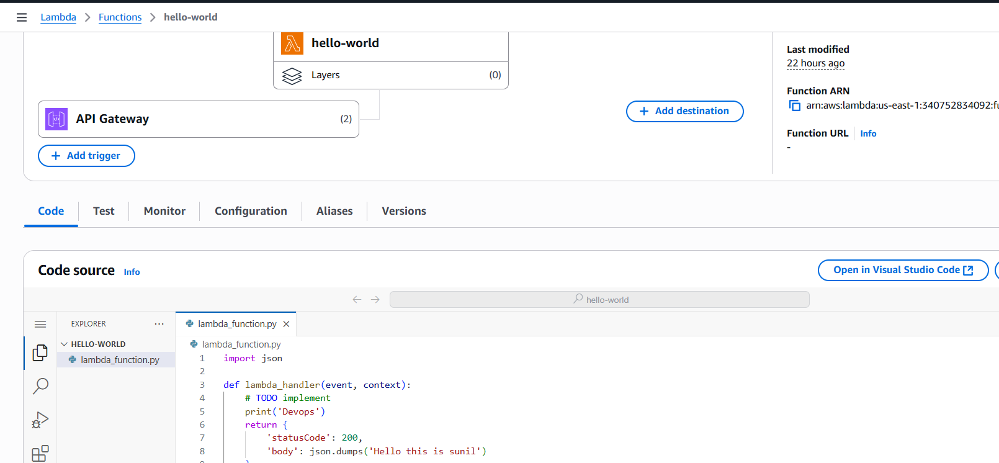 Lambda > Functions > hello-world
hello-world
Last modified
22 hours ago
Layers (0)
Function ARN
arn:aws:lambda:us-east-1:340752834092:fu
API Gateway (2)
+ Add destination
Function URL Info
-
+ Add trigger
Code Test Monitor Configuration Aliases Versions
Code source Info
Open in Visual Studio Code
hello-world
EXPLORER ...
lambda_function.py
HELLO-WORLD
lambda_function.py
lambda_function.py
1 import json
2
3 def lambda_handler(event, context):
4 # TODO implement
5 print('Devops')
6 return {
7 'statusCode': 200,
8 'body': json.dumps('Hello this is sunil')
9 }